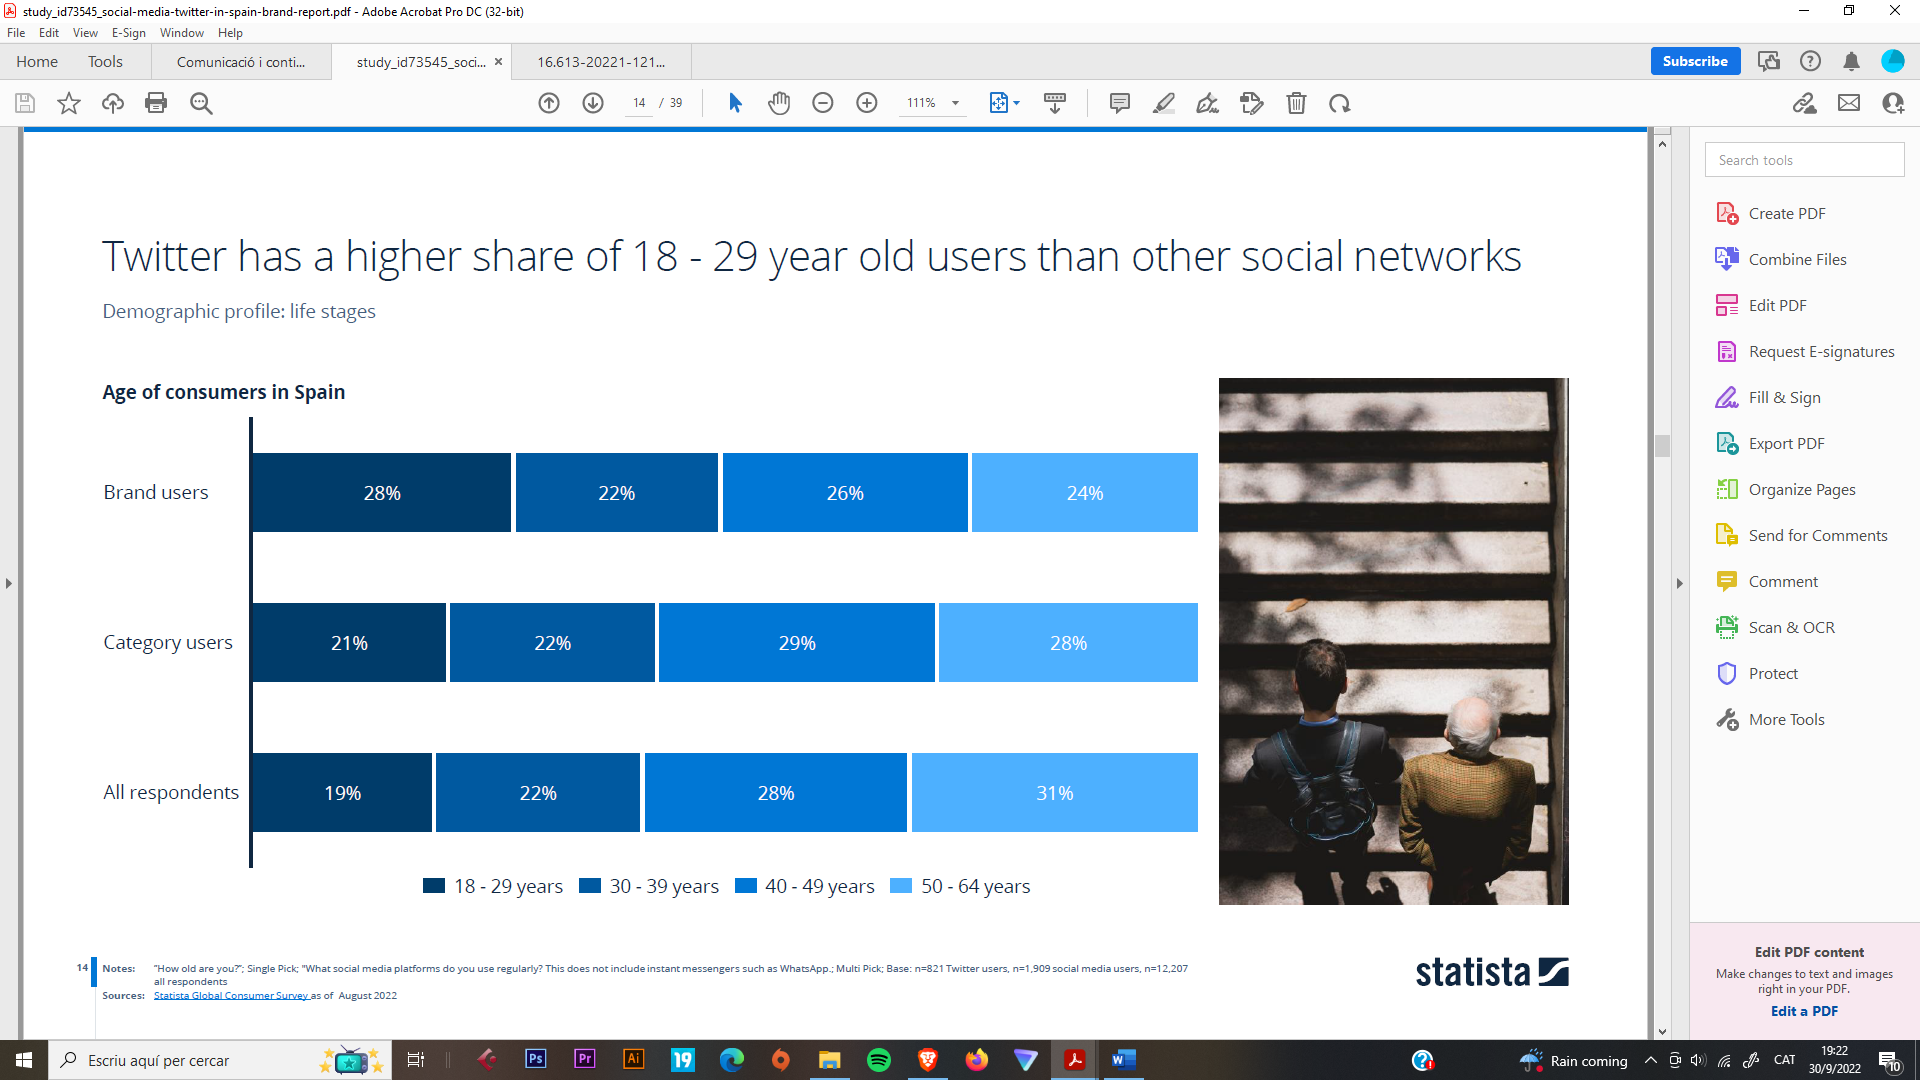 study_id73545_social-media-twitter-in-spain-brand-report.pdf - Adobe Acrobat Pro DC (32-bit)
File Edit View E-Sign Window Help
Home Tools Comunicació i conti... study_id73545_soci... × 16.613-20221-121... Subscribe
14 / 39 111%
Search tools
Create PDF
Combine Files
Edit PDF
Request E-signatures
Fill & Sign
Export PDF
Organize Pages
Send for Comments
Comment
Scan & OCR
Protect
More Tools
Edit PDF content
Make changes to text and images
right in your PDF.
Edit a PDF
Twitter has a higher share of 18 - 29 year old users than other social networks
Demographic profile: life stages
Age of consumers in Spain
Brand users 28% 22% 26% 24%
Category users 21% 22% 29% 28%
All respondents 19% 22% 28% 31%
18 - 29 years 30 - 39 years 40 - 49 years 50 - 64 years
14 Notes: "How old are you?"; Single Pick; "What social media platforms do you use regularly? This does not include instant messengers such as WhatsApp.; Multi Pick; Base: n=821 Twitter users, n=1,909 social media users, n=12,207
all respondents
Sources: Statista Global Consumer Survey as of August 2022
statista
Escriu aquí per cercar Ps Pr Ai 19 W Rain coming CAT 19:22
30/9/2022 10